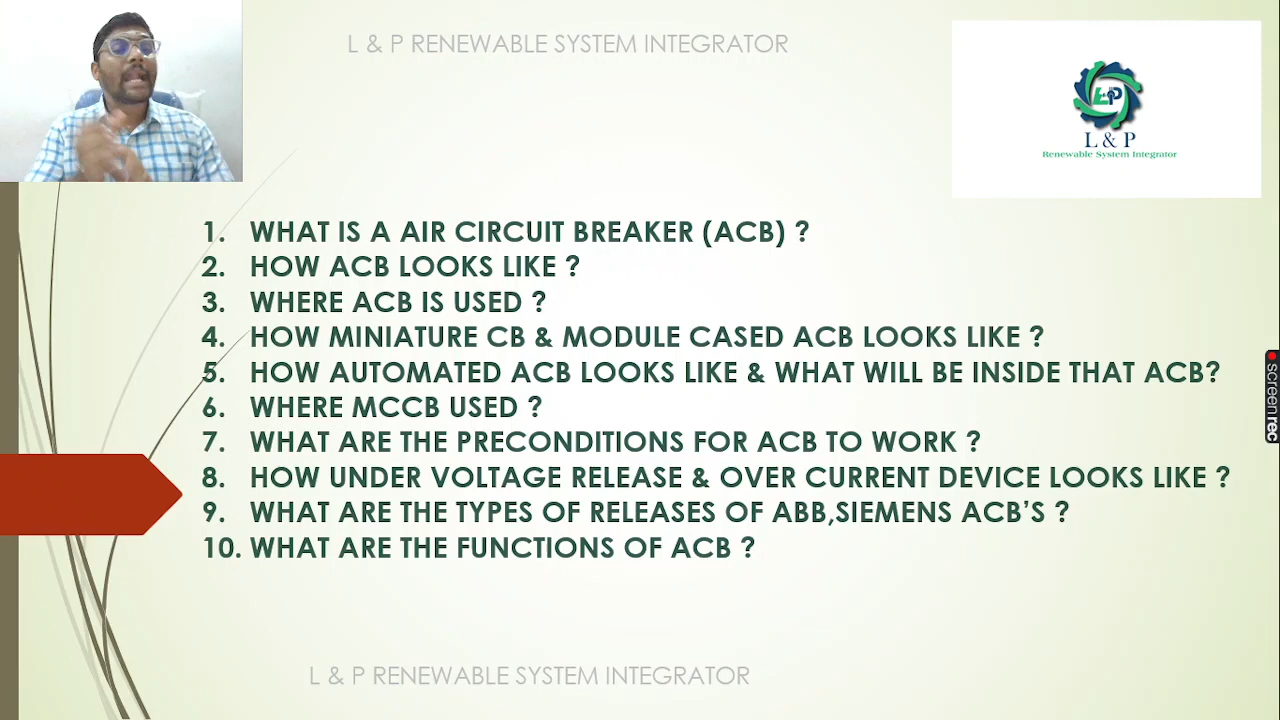 L & P RENEWABLE SYSTEM INTEGRATOR
L&P
L & P
Renewable System Integrator
1. WHAT IS A AIR CIRCUIT BREAKER (ACB) ?
2. HOW ACB LOOKS LIKE ?
3. WHERE ACB IS USED ?
4. HOW MINIATURE CB & MODULE CASED ACB LOOKS LIKE ?
5. HOW AUTOMATED ACB LOOKS LIKE & WHAT WILL BE INSIDE THAT ACB?
6. WHERE MCCB USED ?
7. WHAT ARE THE PRECONDITIONS FOR ACB TO WORK ?
8. HOW UNDER VOLTAGE RELEASE & OVER CURRENT DEVICE LOOKS LIKE ?
9. WHAT ARE THE TYPES OF RELEASES OF ABB,SIEMENS ACB’S ?
10. WHAT ARE THE FUNCTIONS OF ACB ?
screenrec
L & P RENEWABLE SYSTEM INTEGRATOR